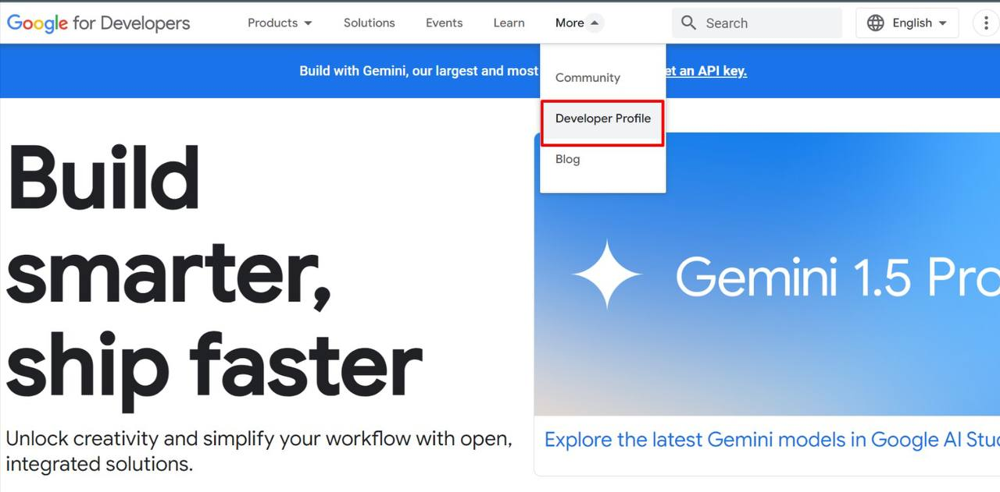 Google for Developers Products Solutions Events Learn More Search English
Build with Gemini, our largest and most et an API key.
Community
Developer Profile
Blog
Build
smarter,
ship faster
Unlock creativity and simplify your workflow with open,
integrated solutions.
Gemini 1.5 Pro
Explore the latest Gemini models in Google AI Stu